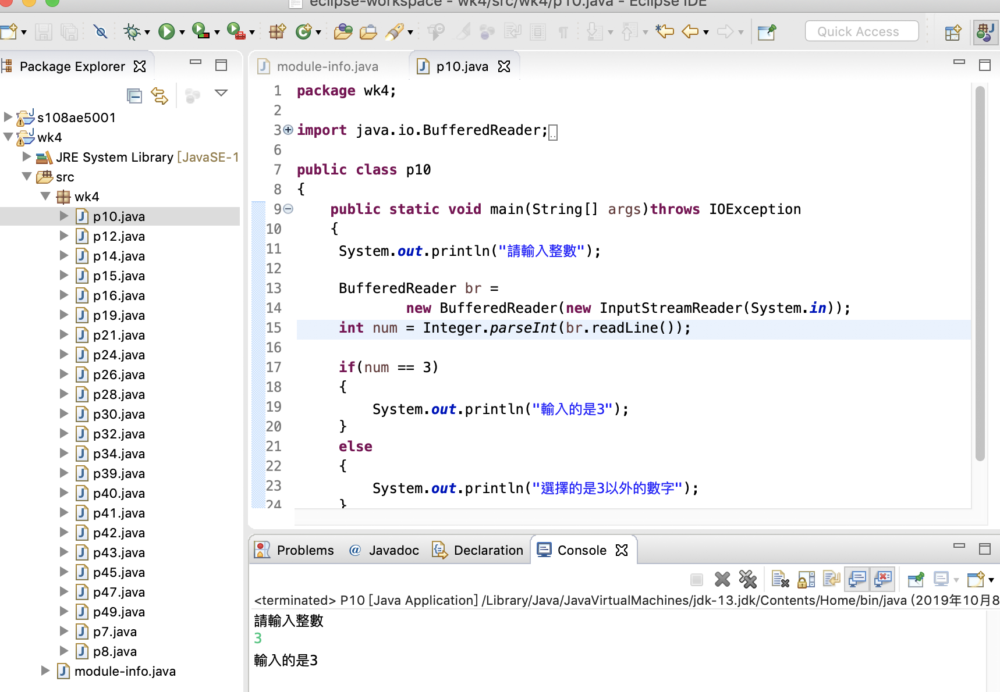 eclipse-workspace - wk4/src/wk4/p10.java - Eclipse IDE
Quick Access
Package Explorer
s108ae5001
wk4
JRE System Library [JavaSE-1
src
wk4
p10.java
p12.java
p14.java
p15.java
p16.java
p19.java
p21.java
p24.java
p26.java
p28.java
p30.java
p32.java
p34.java
p39.java
p40.java
p41.java
p42.java
p43.java
p45.java
p47.java
p49.java
p7.java
p8.java
module-info.java
module-info.java
p10.java
1 package wk4;
2
3 import java.io.BufferedReader;
6
7 public class p10
8 {
9 public static void main(String[] args)throws IOException
10 {
11 System.out.println("請輸入整數");
12
13 BufferedReader br =
14 new BufferedReader(new InputStreamReader(System.in));
15 int num = Integer.parseInt(br.readLine());
16
17 if(num == 3)
18 {
19 System.out.println("輸入的是3");
20 }
21 else
22 {
23 System.out.println("選擇的是3以外的數字");
24 }
Problems
Javadoc
Declaration
Console
<terminated> P10 [Java Application] /Library/Java/JavaVirtualMachines/jdk-13.jdk/Contents/Home/bin/java (2019年10月8
請輸入整數
3
輸入的是3